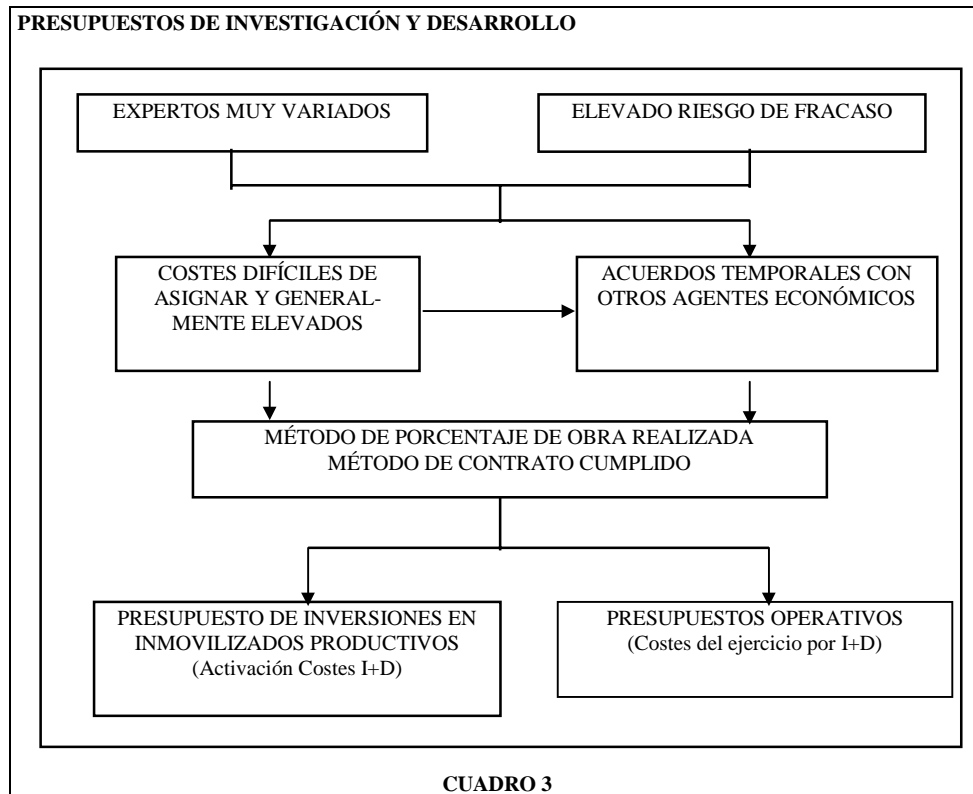 PRESUPUESTOS DE INVESTIGACIÓN Y DESARROLLO
EXPERTOS MUY VARIADOS
ELEVADO RIESGO DE FRACASO
COSTES DIFÍCILES DE
ASIGNAR Y GENERAL-
MENTE ELEVADOS
ACUERDOS TEMPORALES CON
OTROS AGENTES ECONÓMICOS
MÉTODO DE PORCENTAJE DE OBRA REALIZADA
MÉTODO DE CONTRATO CUMPLIDO
PRESUPUESTO DE INVERSIONES EN
INMOVILIZADOS PRODUCTIVOS
(Activación Costes I+D)
PRESUPUESTOS OPERATIVOS
(Costes del ejercicio por I+D)
CUADRO 3